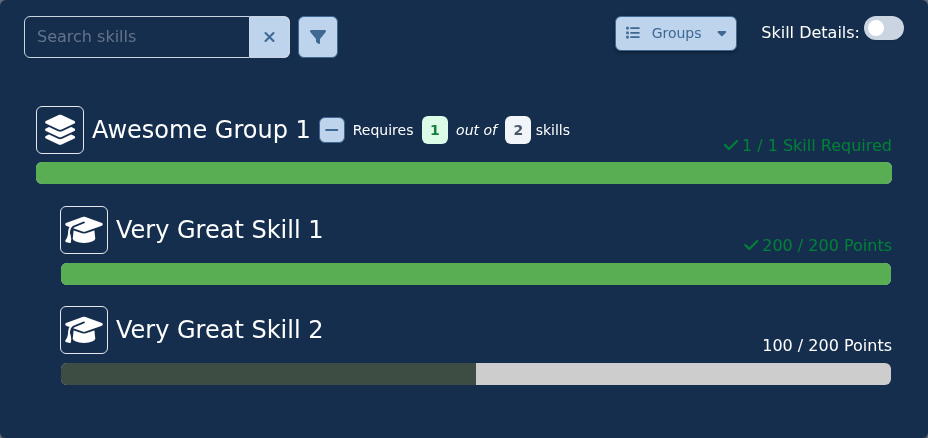 Search skills
Groups
Skill Details:
Awesome Group 1 Requires 1 out of 2 skills
1 / 1 Skill Required
Very Great Skill 1
200 / 200 Points
Very Great Skill 2
100 / 200 Points